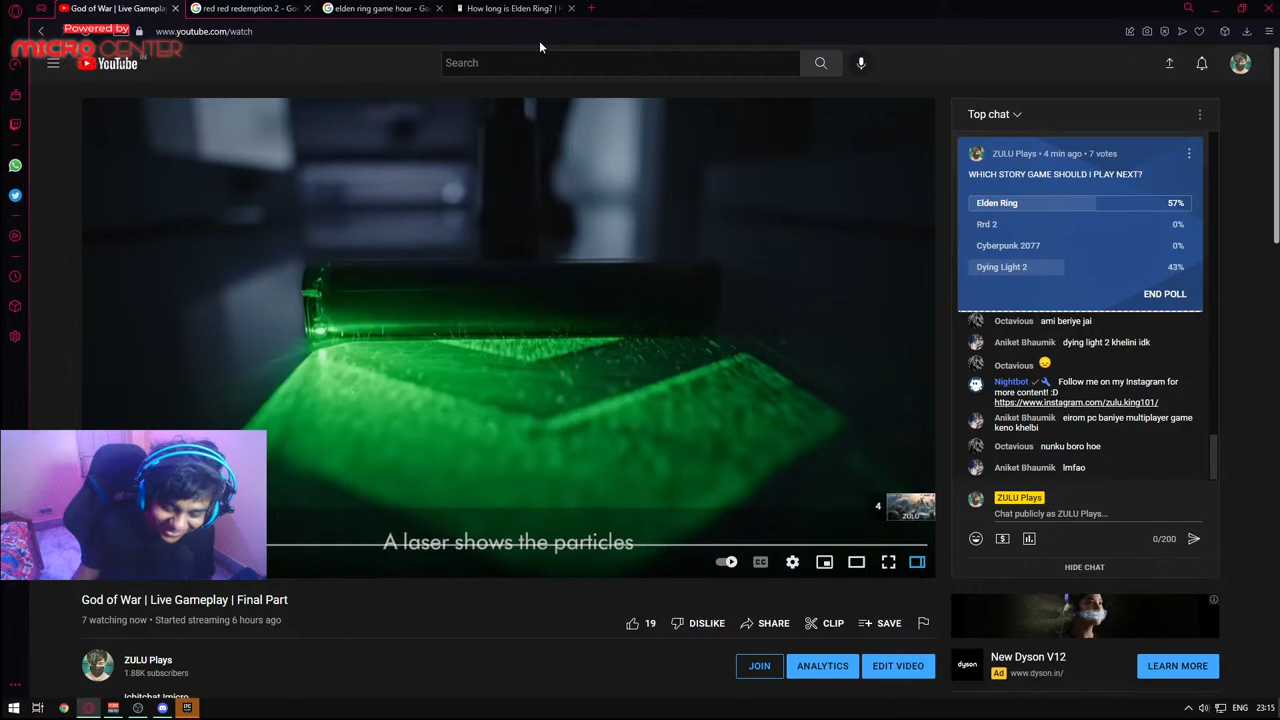 God of War | Live Gamepla
red red redemption 2 - Go
elden ring game hour - Go
How long is Elden Ring? |
Powered by
MICRO CENTER
www.youtube.com/watch
YouTube
IN
Search
Top chat
ZULU Plays • 4 min ago • 7 votes
WHICH STORY GAME SHOULD I PLAY NEXT?
Elden Ring 57%
Rrd 2 0%
Cyberpunk 2077 0%
Dying Light 2 43%
END POLL
Octavious ami beriye jai
Aniket Bhaumik dying light 2 khelini idk
Octavious
Nightbot Follow me on my Instagram for
more content! :D
https://www.instagram.com/zulu.king101/
Aniket Bhaumik eirom pc baniye multiplayer game
keno khelbi
Octavious nunku boro hoe
Aniket Bhaumik lmfao
ZULU Plays
Chat publicly as ZULU Plays...
0/200
HIDE CHAT
4
ZULU
A laser shows the particles
CC
God of War | Live Gameplay | Final Part
7 watching now • Started streaming 6 hours ago
19
DISLIKE
SHARE
CLIP
SAVE
ZULU Plays
1.88K subscribers
JOIN
ANALYTICS
EDIT VIDEO
Ichitchat Imicro
dyson
New Dyson V12
Ad www.dyson.in/
LEARN MORE
EPIC
ENG
23:15